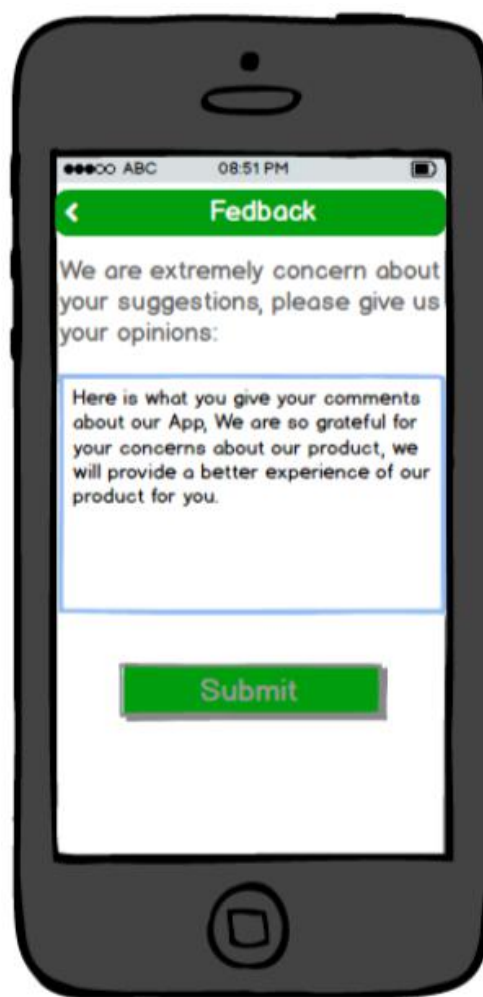 ABC 08:51 PM
Fedback
We are extremely concern about
your suggestions, please give us
your opinions:
Here is what you give your comments
about our App, We are so grateful for
your concerns about our product, we
will provide a better experience of our
product for you.
Submit